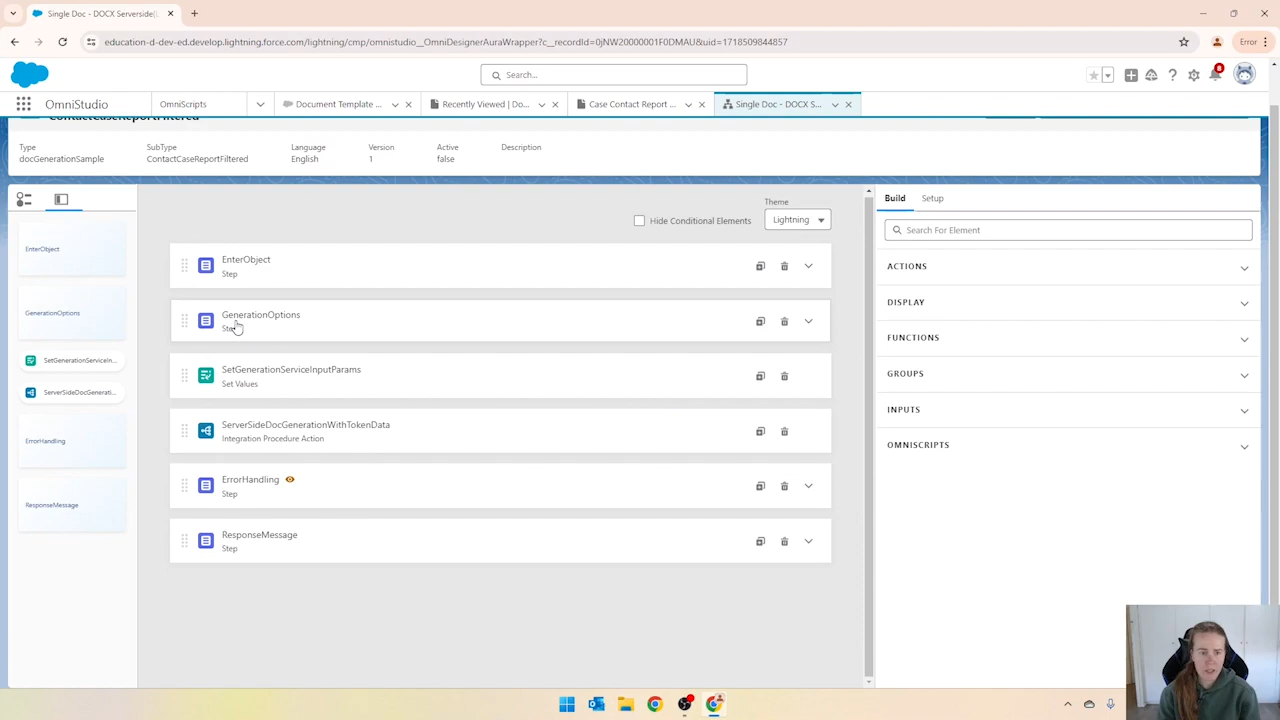 Single Doc - DOCX Serverside(L
education-d-dev-ed.develop.lightning.force.com/lightning/cmp/omnistudio__OmniDesignerAuraWrapper?c__recordId=0jNW20000001F0DMAU&uid=1718509844857
Error
Search...
8
OmniStudio
OmniScripts
Document Template ...
Recently Viewed | Do...
Case Contact Report ...
Single Doc - DOCX S...
ContactCaseReportFiltered
Type
docGenerationSample
SubType
ContactCaseReportFiltered
Language
English
Version
1
Active
false
Description
EnterObject
GenerationOptions
SetGenerationServiceIn...
ServerSideDocGenerati...
ErrorHandling
ResponseMessage
Hide Conditional Elements
Theme
Lightning
EnterObject
Step
GenerationOptions
SetGenerationServiceInputParams
Set Values
ServerSideDocGenerationWithTokenData
Integration Procedure Action
ErrorHandling
Step
ResponseMessage
Step
Build
Setup
Search For Element
ACTIONS
DISPLAY
FUNCTIONS
GROUPS
INPUTS
OMNISCRIPTS